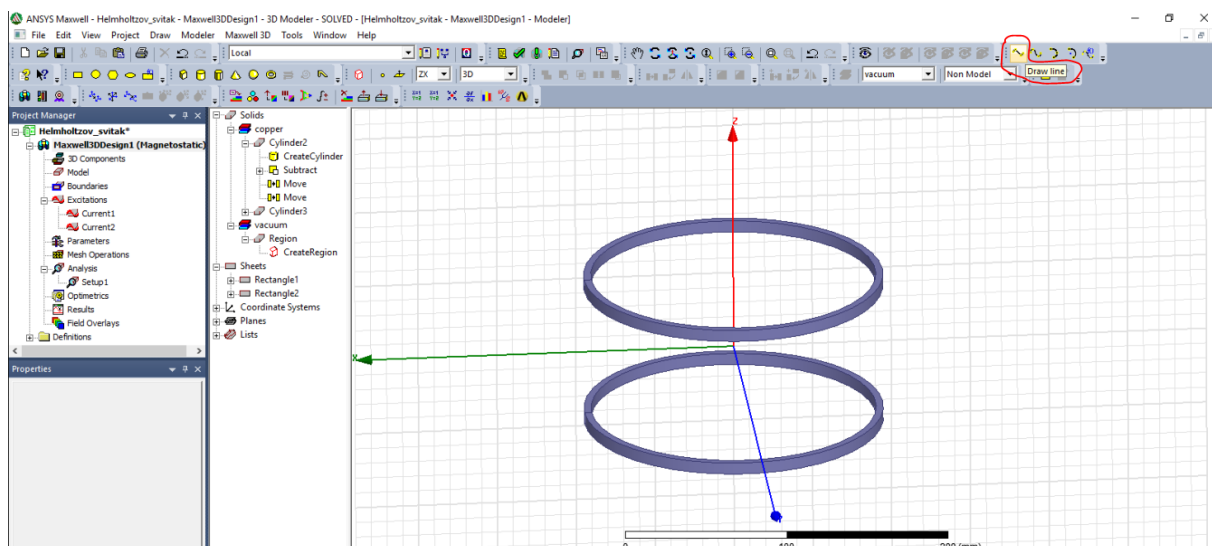 ANSYS Maxwell - Helmholtzov_svitak - Maxwell3DDesign1 - 3D Modeler - SOLVED - [Helmholtzov_svitak - Maxwell3DDesign1 - Modeler]
File Edit View Project Draw Modeler Maxwell 3D Tools Window Help
Local
ZX 3D vacuum Non Model
Draw line
Project Manager
Helmholtzov_svitak*
Maxwell3DDesign1 (Magnetostatic)
3D Components
Model
Boundaries
Excitations
Current1
Current2
Parameters
Mesh Operations
Analysis
Setup1
Optimetrics
Results
Field Overlays
Definitions
Properties
Solids
copper
Cylinder2
CreateCylinder
Subtract
Move
Move
Cylinder3
vacuum
Region
CreateRegion
Sheets
Rectangle1
Rectangle2
Coordinate Systems
Planes
Lists
Z
X
0 100 200 (mm)